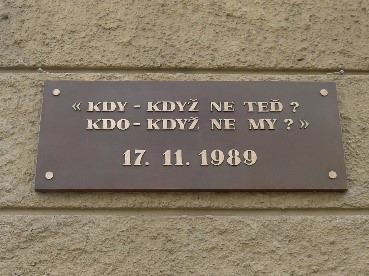 « KDY - KDYŽ NE TEĎ ?
KDO - KDYŽ NE MY ? »
17. 11. 1989